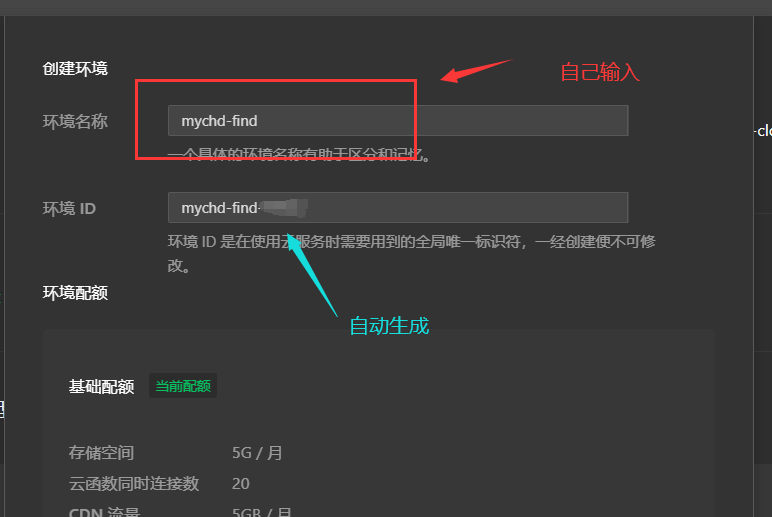 创建环境
自己输入
环境名称
mychd-find
一个具体的环境名称有助于区分和记忆。
-clo
环境 ID
mychd-find-
环境 ID 是在使用云服务时需要用到的全局唯一标识符，一经创建便不可修
改。
环境配额
自动生成
基础配额
当前配额
存储空间
5G / 月
云函数同时连接数
20
CDN 流量
5GB / 月